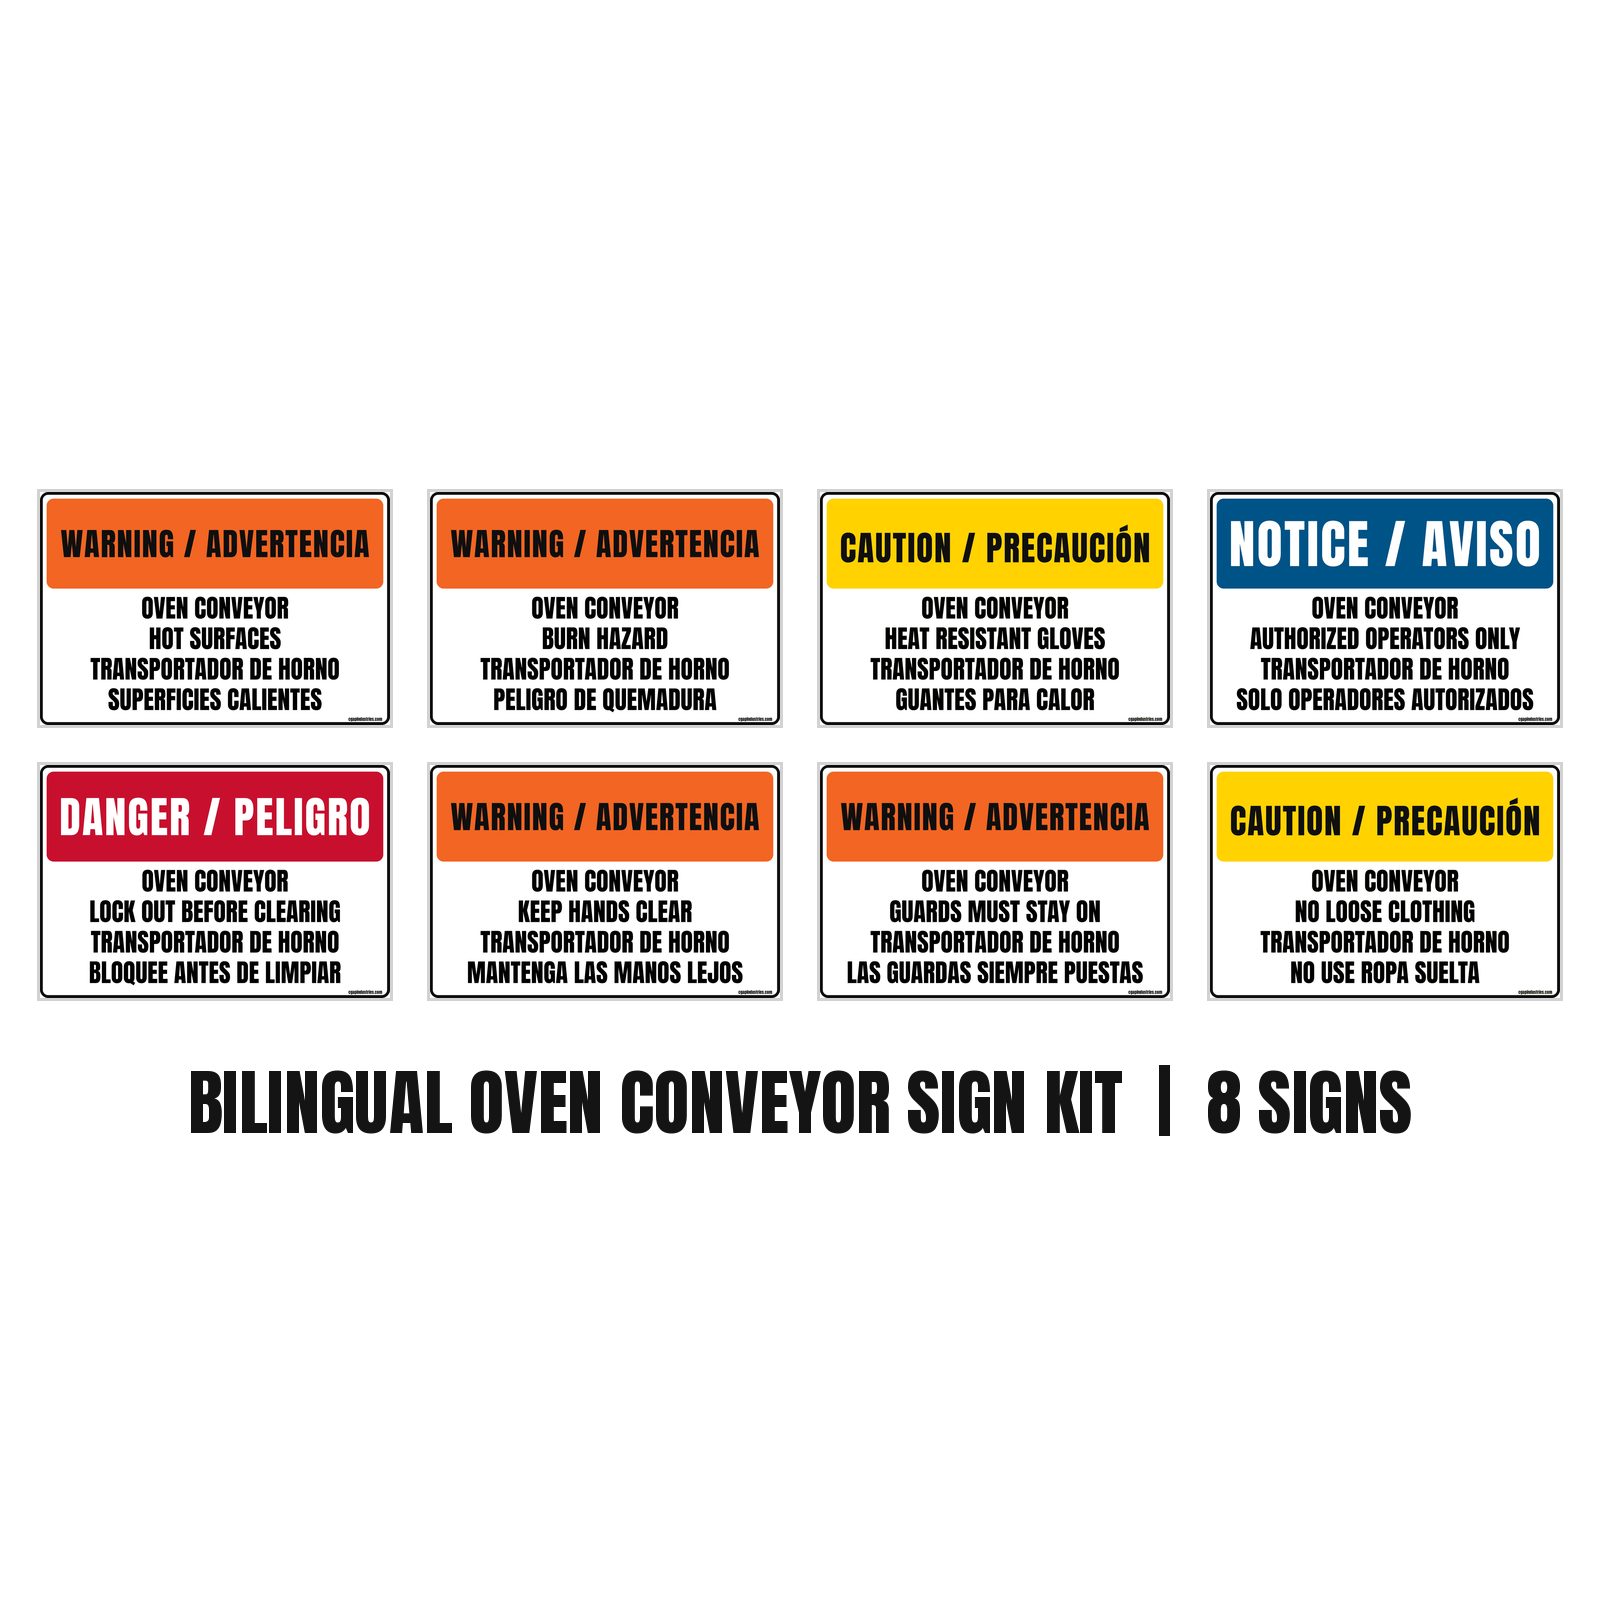 WARNING / ADVERTENCIA
OVEN CONVEYOR
HOT SURFACES
TRANSPORTADOR DE HORNO
SUPERFICIES CALIENTES
WARNING / ADVERTENCIA
OVEN CONVEYOR
BURN HAZARD
TRANSPORTADOR DE HORNO
PELIGRO DE QUEMADURA
CAUTION / PRECAUCIÓN
OVEN CONVEYOR
HEAT RESISTANT GLOVES
TRANSPORTADOR DE HORNO
GUANTES PARA CALOR
NOTICE / AVISO
OVEN CONVEYOR
AUTHORIZED OPERATORS ONLY
TRANSPORTADOR DE HORNO
SOLO OPERADORES AUTORIZADOS
DANGER / PELIGRO
OVEN CONVEYOR
LOCK OUT BEFORE CLEARING
TRANSPORTADOR DE HORNO
BLOQUEE ANTES DE LIMPIAR
WARNING / ADVERTENCIA
OVEN CONVEYOR
KEEP HANDS CLEAR
TRANSPORTADOR DE HORNO
MANTENGA LAS MANOS LEJOS
WARNING / ADVERTENCIA
OVEN CONVEYOR
GUARDS MUST STAY ON
TRANSPORTADOR DE HORNO
LAS GUARDAS SIEMPRE PUESTAS
CAUTION / PRECAUCIÓN
OVEN CONVEYOR
NO LOOSE CLOTHING
TRANSPORTADOR DE HORNO
NO USE ROPA SUELTA
BILINGUAL OVEN CONVEYOR SIGN KIT | 8 SIGNS